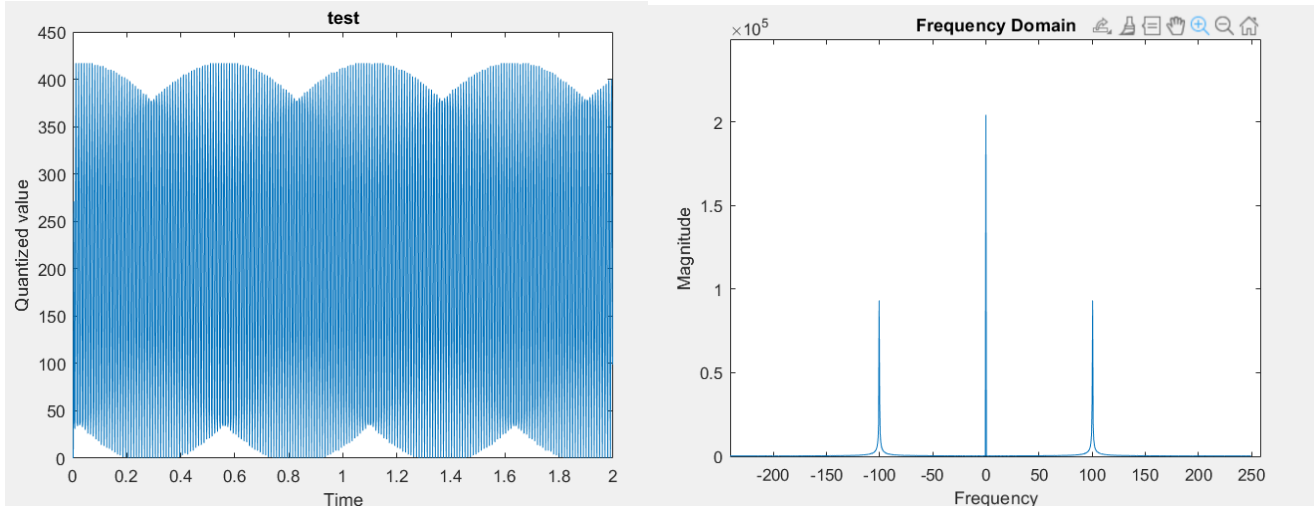 test
450
400
350
300
250
200
150
100
50
0
Quantized value
0 0.2 0.4 0.6 0.8 1 1.2 1.4 1.6 1.8 2
Time
Frequency Domain
×10⁵
2
1.5
1
0.5
0
Magnitude
-200 -150 -100 -50 0 50 100 150 200 250
Frequency